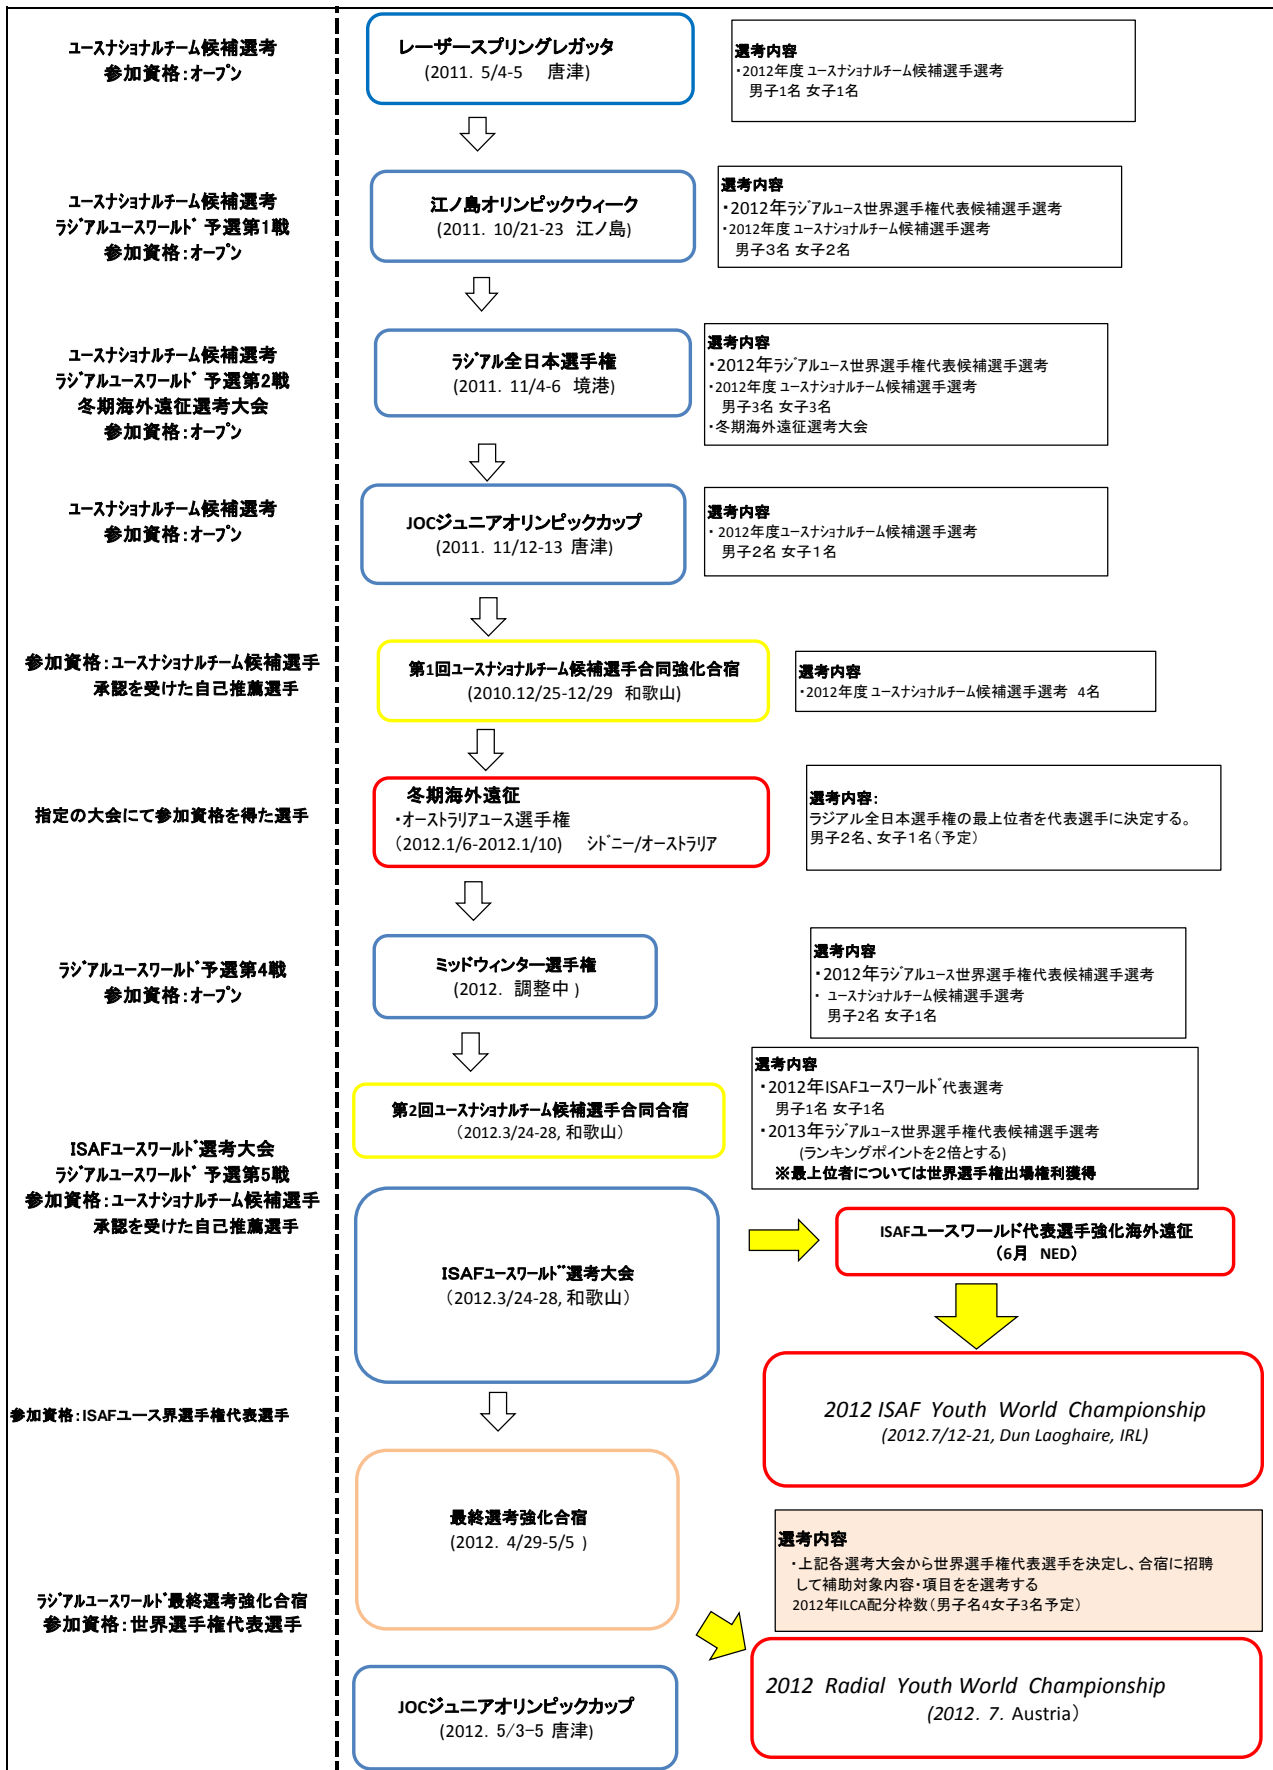 ユースナショナルチーム候補選考
参加資格：オープン
レーザースプリングレガッタ
(2011. 5/4-5 唐津)
選考内容
・2012年度 ユースナショナルチーム候補選手選考
男子1名 女子1名
ユースナショナルチーム候補選考
ラジアルユースワールド 予選第1戦
参加資格：オープン
江ノ島オリンピックウィーク
(2011. 10/21-23 江ノ島)
選考内容
・2012年ラジアルユース世界選手権代表候補選手選考
・2012年度 ユースナショナルチーム候補選手選考
男子３名 女子２名
ユースナショナルチーム候補選考
ラジアルユースワールド 予選第2戦
冬期海外遠征選考大会
参加資格：オープン
ラジアル全日本選手権
(2011. 11/4-6 境港)
選考内容
・2012年ラジアルユース世界選手権代表候補選手選考
・2012年度 ユースナショナルチーム候補選手選考
男子3名 女子3名
・冬期海外遠征選考大会
ユースナショナルチーム候補選考
参加資格：オープン
JOCジュニアオリンピックカップ
(2011. 11/12-13 唐津)
選考内容
・2012年度ユースナショナルチーム候補選手選考
男子２名 女子１名
参加資格：ユースナショナルチーム候補選手
承認を受けた自己推薦選手
第1回ユースナショナルチーム候補選手合同強化合宿
(2010.12/25-12/29 和歌山)
選考内容
・2012年度 ユースナショナルチーム候補選手選考 4名
指定の大会にて参加資格を得た選手
冬期海外遠征
・オーストラリアユース選手権
(2012.1/6-2012.1/10) シドニー/オーストラリア
選考内容：
ラジアル全日本選手権の最上位者を代表選手に決定する。
男子2名、女子1名（予定）
ラジアルユースワールド予選第4戦
参加資格：オープン
ミッドウィンター選手権
(2012. 調整中 )
選考内容
・2012年ラジアルユース世界選手権代表候補選手選考
・ ユースナショナルチーム候補選手選考
男子2名 女子1名
第2回ユースナショナルチーム候補選手合同合宿
（2012.3/24-28, 和歌山）
選考内容
・2012年ISAFユースワールド代表選考
男子1名 女子1名
・2013年ラジアルユース世界選手権代表候補選手選考
(ランキングポイントを２倍とする)
※最上位者については世界選手権出場権利獲得
ISAFユースワールド選考大会
ラジアルユースワールド 予選第5戦
参加資格：ユースナショナルチーム候補選手
承認を受けた自己推薦選手
ISAFユースワールド選考大会
（2012.3/24-28, 和歌山）
ISAFユースワールド代表選手強化海外遠征
（6月 NED）
2012 ISAF Youth World Championship
(2012.7/12-21, Dun Laoghaire, IRL)
参加資格：ISAFユース界選手権代表選手
最終選考強化合宿
(2012. 4/29-5/5 )
選考内容
・上記各選考大会から世界選手権代表選手を決定し、合宿に招聘
して補助対象内容・項目をを選考する
2012年ILCA配分枠数（男子名4女子3名予定）
ラジアルユースワールド最終選考強化合宿
参加資格：世界選手権代表選手
JOCジュニアオリンピックカップ
(2012. 5/3-5 唐津)
2012 Radial Youth World Championship
(2012. 7. Austria）